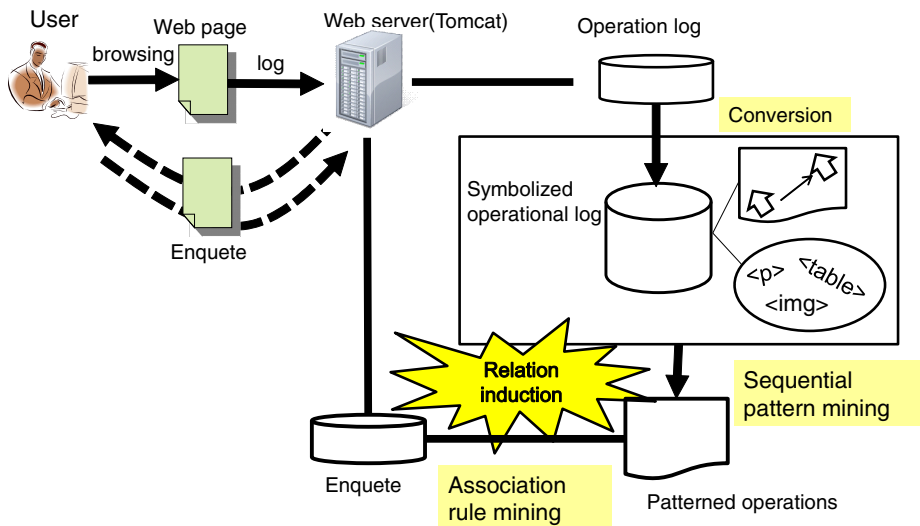 User
Web page
Web server(Tomcat)
Operation log
browsing
log
Conversion
Enquete
Symbolized
operational log
<p>
<table>
<img>
Relation
induction
Sequential
pattern mining
Enquete
Association
rule mining
Patterned operations